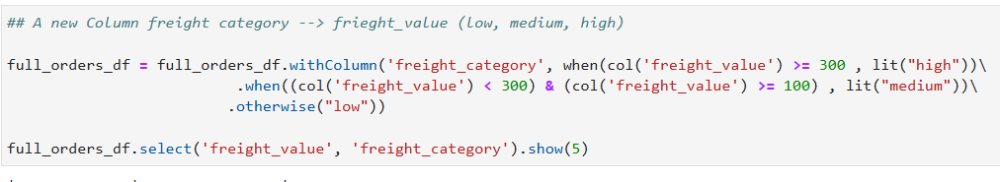 ## A new Column freight category --> frieght_value (low, medium, high)
full_orders_df = full_orders_df.withColumn('freight_category', when(col('freight_value') >= 300 , lit("high"))\
.when((col('freight_value') < 300) & (col('freight_value') >= 100) , lit("medium"))\
.otherwise("low"))
full_orders_df.select('freight_value', 'freight_category').show(5)